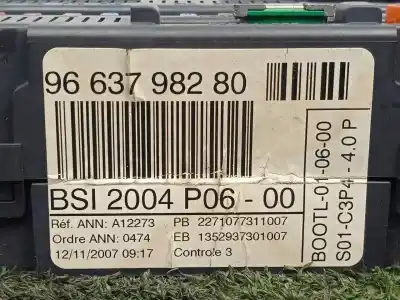 96 637 982 80
BSI 2004 P06 - 00
Réf. ANN: A12273 PB 2271077311007
Ordre ANN: 0474 EB 1352937301007
12/11/2007 09:17 Controle 3
BOOTL-01-06-00
S01-C3P4 - 4.0 P